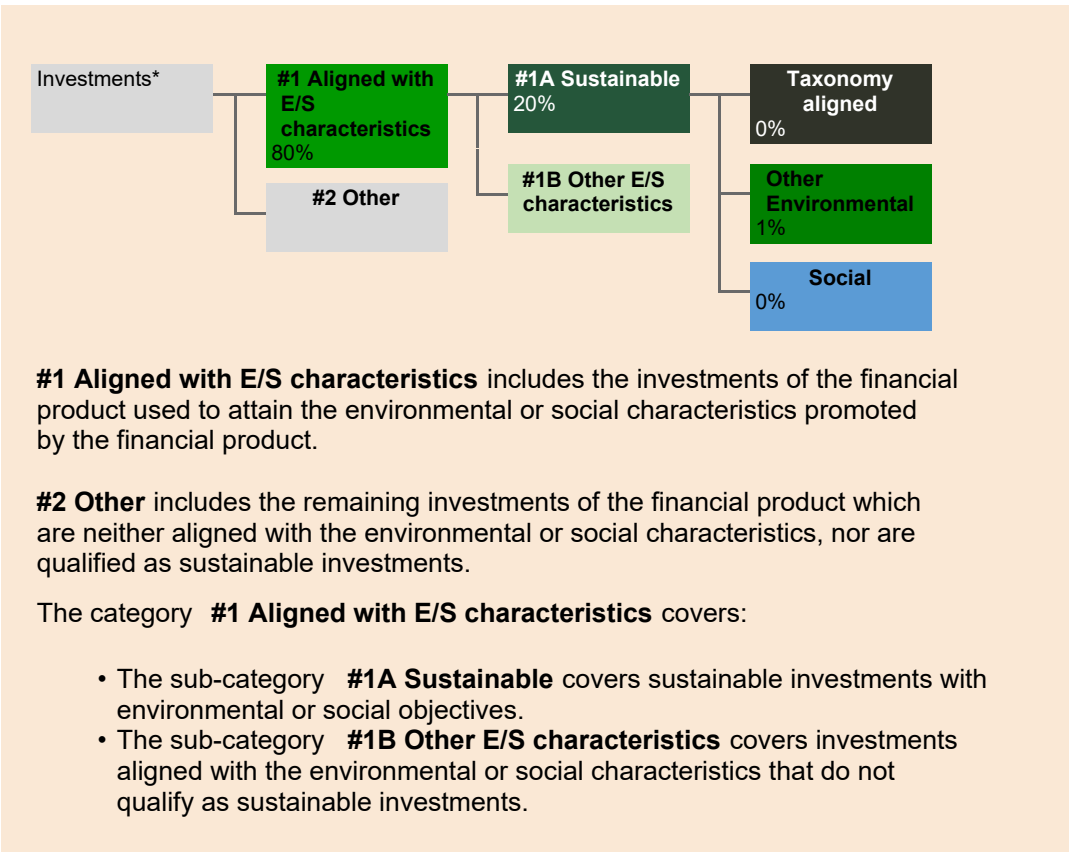 Investments*
#1 Aligned with
E/S
characteristics
80%
#2 Other
#1A Sustainable
20%
#1B Other E/S
characteristics
Taxonomy
aligned
0%
Other
Environmental
1%
Social
0%
#1 Aligned with E/S characteristics includes the investments of the financial
product used to attain the environmental or social characteristics promoted
by the financial product.
#2 Other includes the remaining investments of the financial product which
are neither aligned with the environmental or social characteristics, nor are
qualified as sustainable investments.
The category #1 Aligned with E/S characteristics covers:
• The sub-category #1A Sustainable covers sustainable investments with
environmental or social objectives.
• The sub-category #1B Other E/S characteristics covers investments
aligned with the environmental or social characteristics that do not
qualify as sustainable investments.